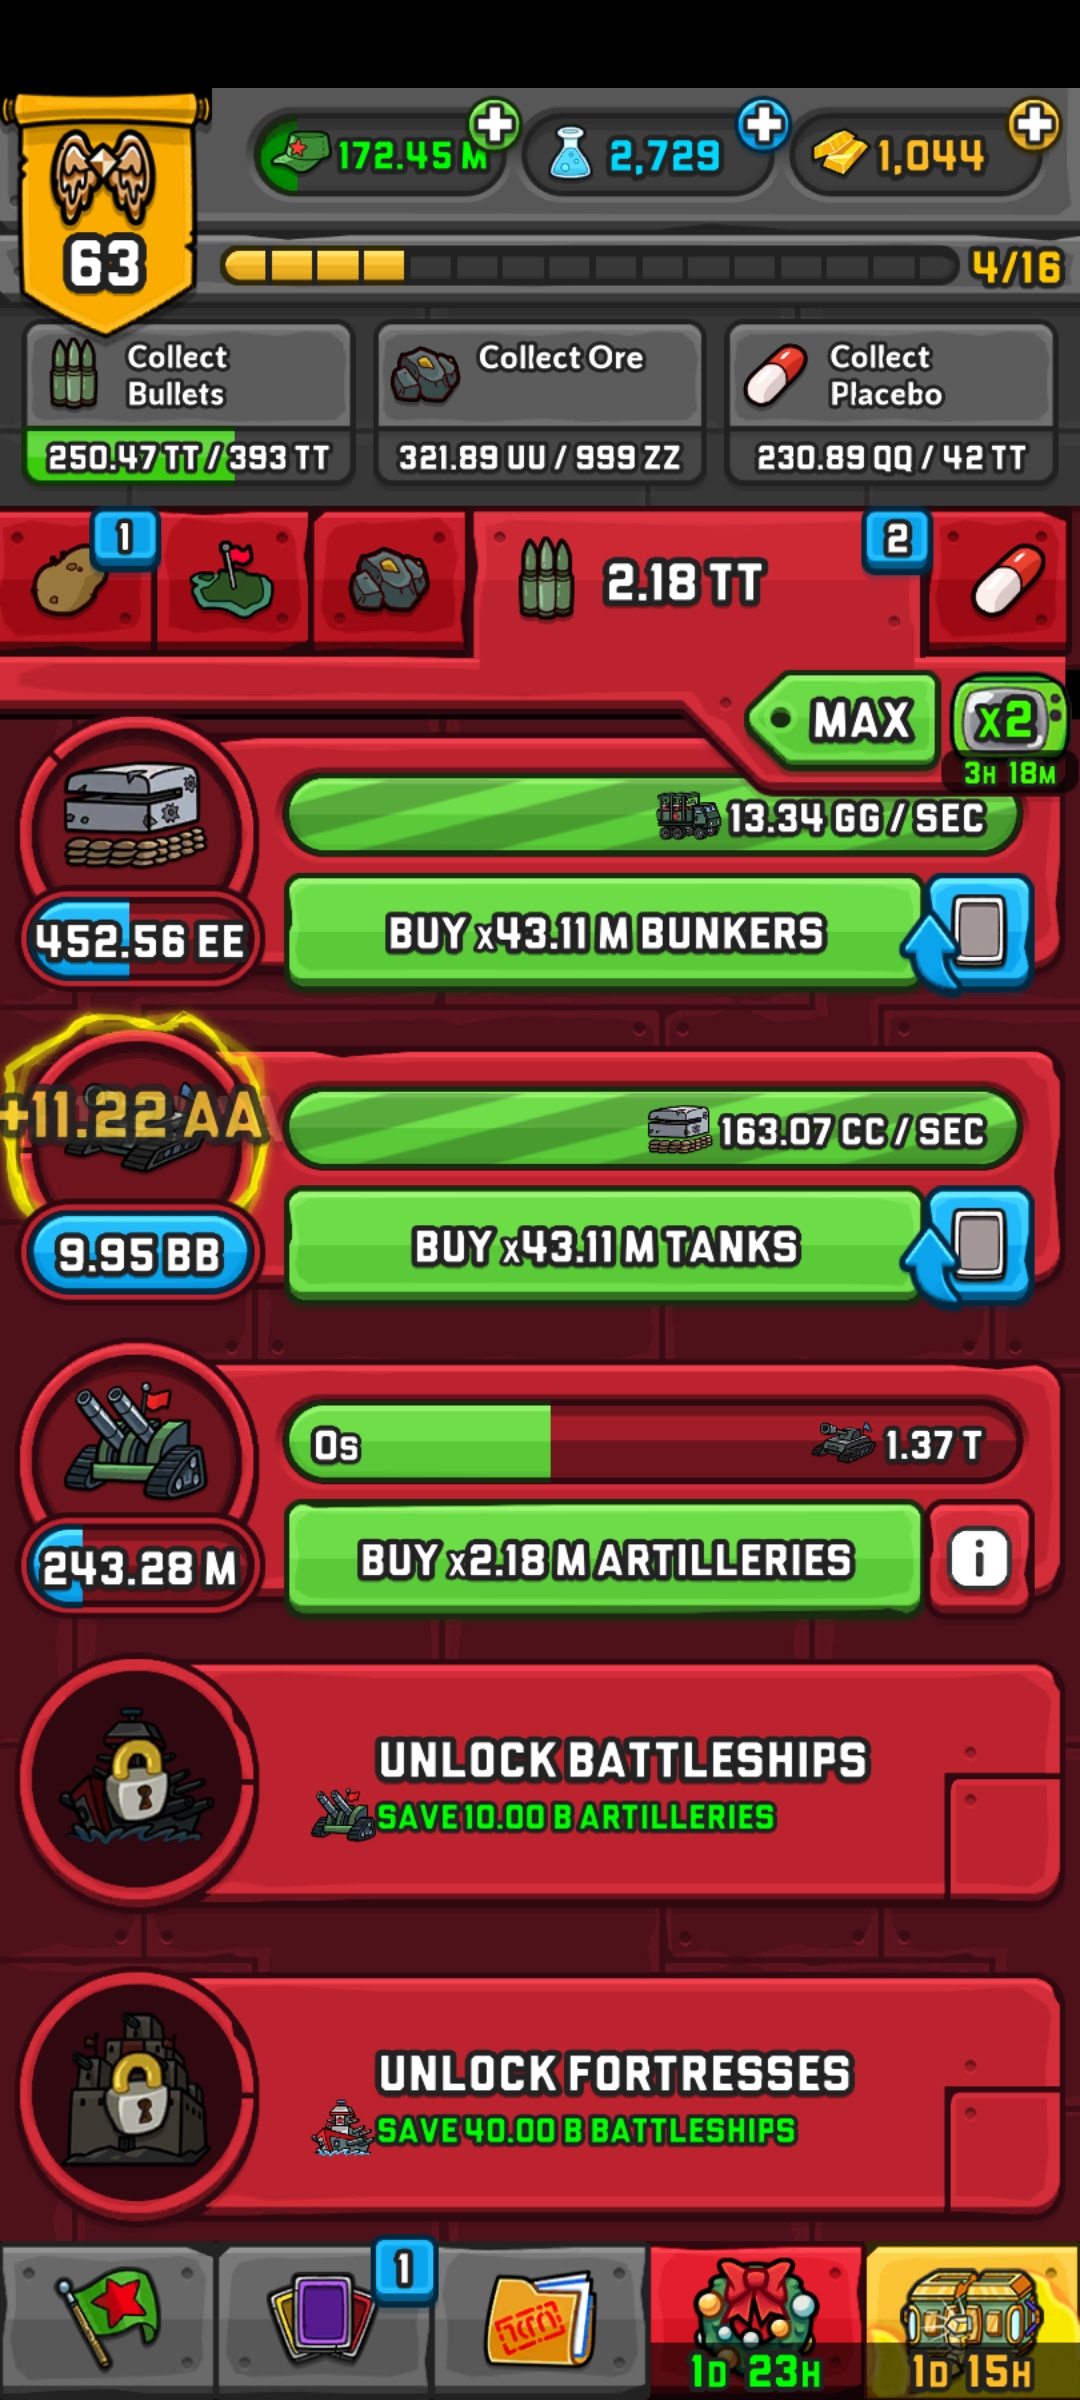 172.45 M
2,729
1,044
63
4/16
Collect
Bullets
Collect Ore
Collect
Placebo
250.47 TT / 393 TT
321.89 UU / 999 ZZ
230.89 QQ / 42 TT
1
2.18 TT
2
MAX
x2
3H 18M
13.34 GG / SEC
452.56 EE
BUY x43.11 M BUNKERS
+11.22 AA
163.07 CC / SEC
9.95 BB
BUY x43.11 M TANKS
0s
1.37 T
243.28 M
BUY x2.18 M ARTILLERIES
i
UNLOCK BATTLESHIPS
SAVE 10.00 B ARTILLERIES
UNLOCK FORTRESSES
SAVE 40.00 B BATTLESHIPS
1
1D 23H
1D 15H